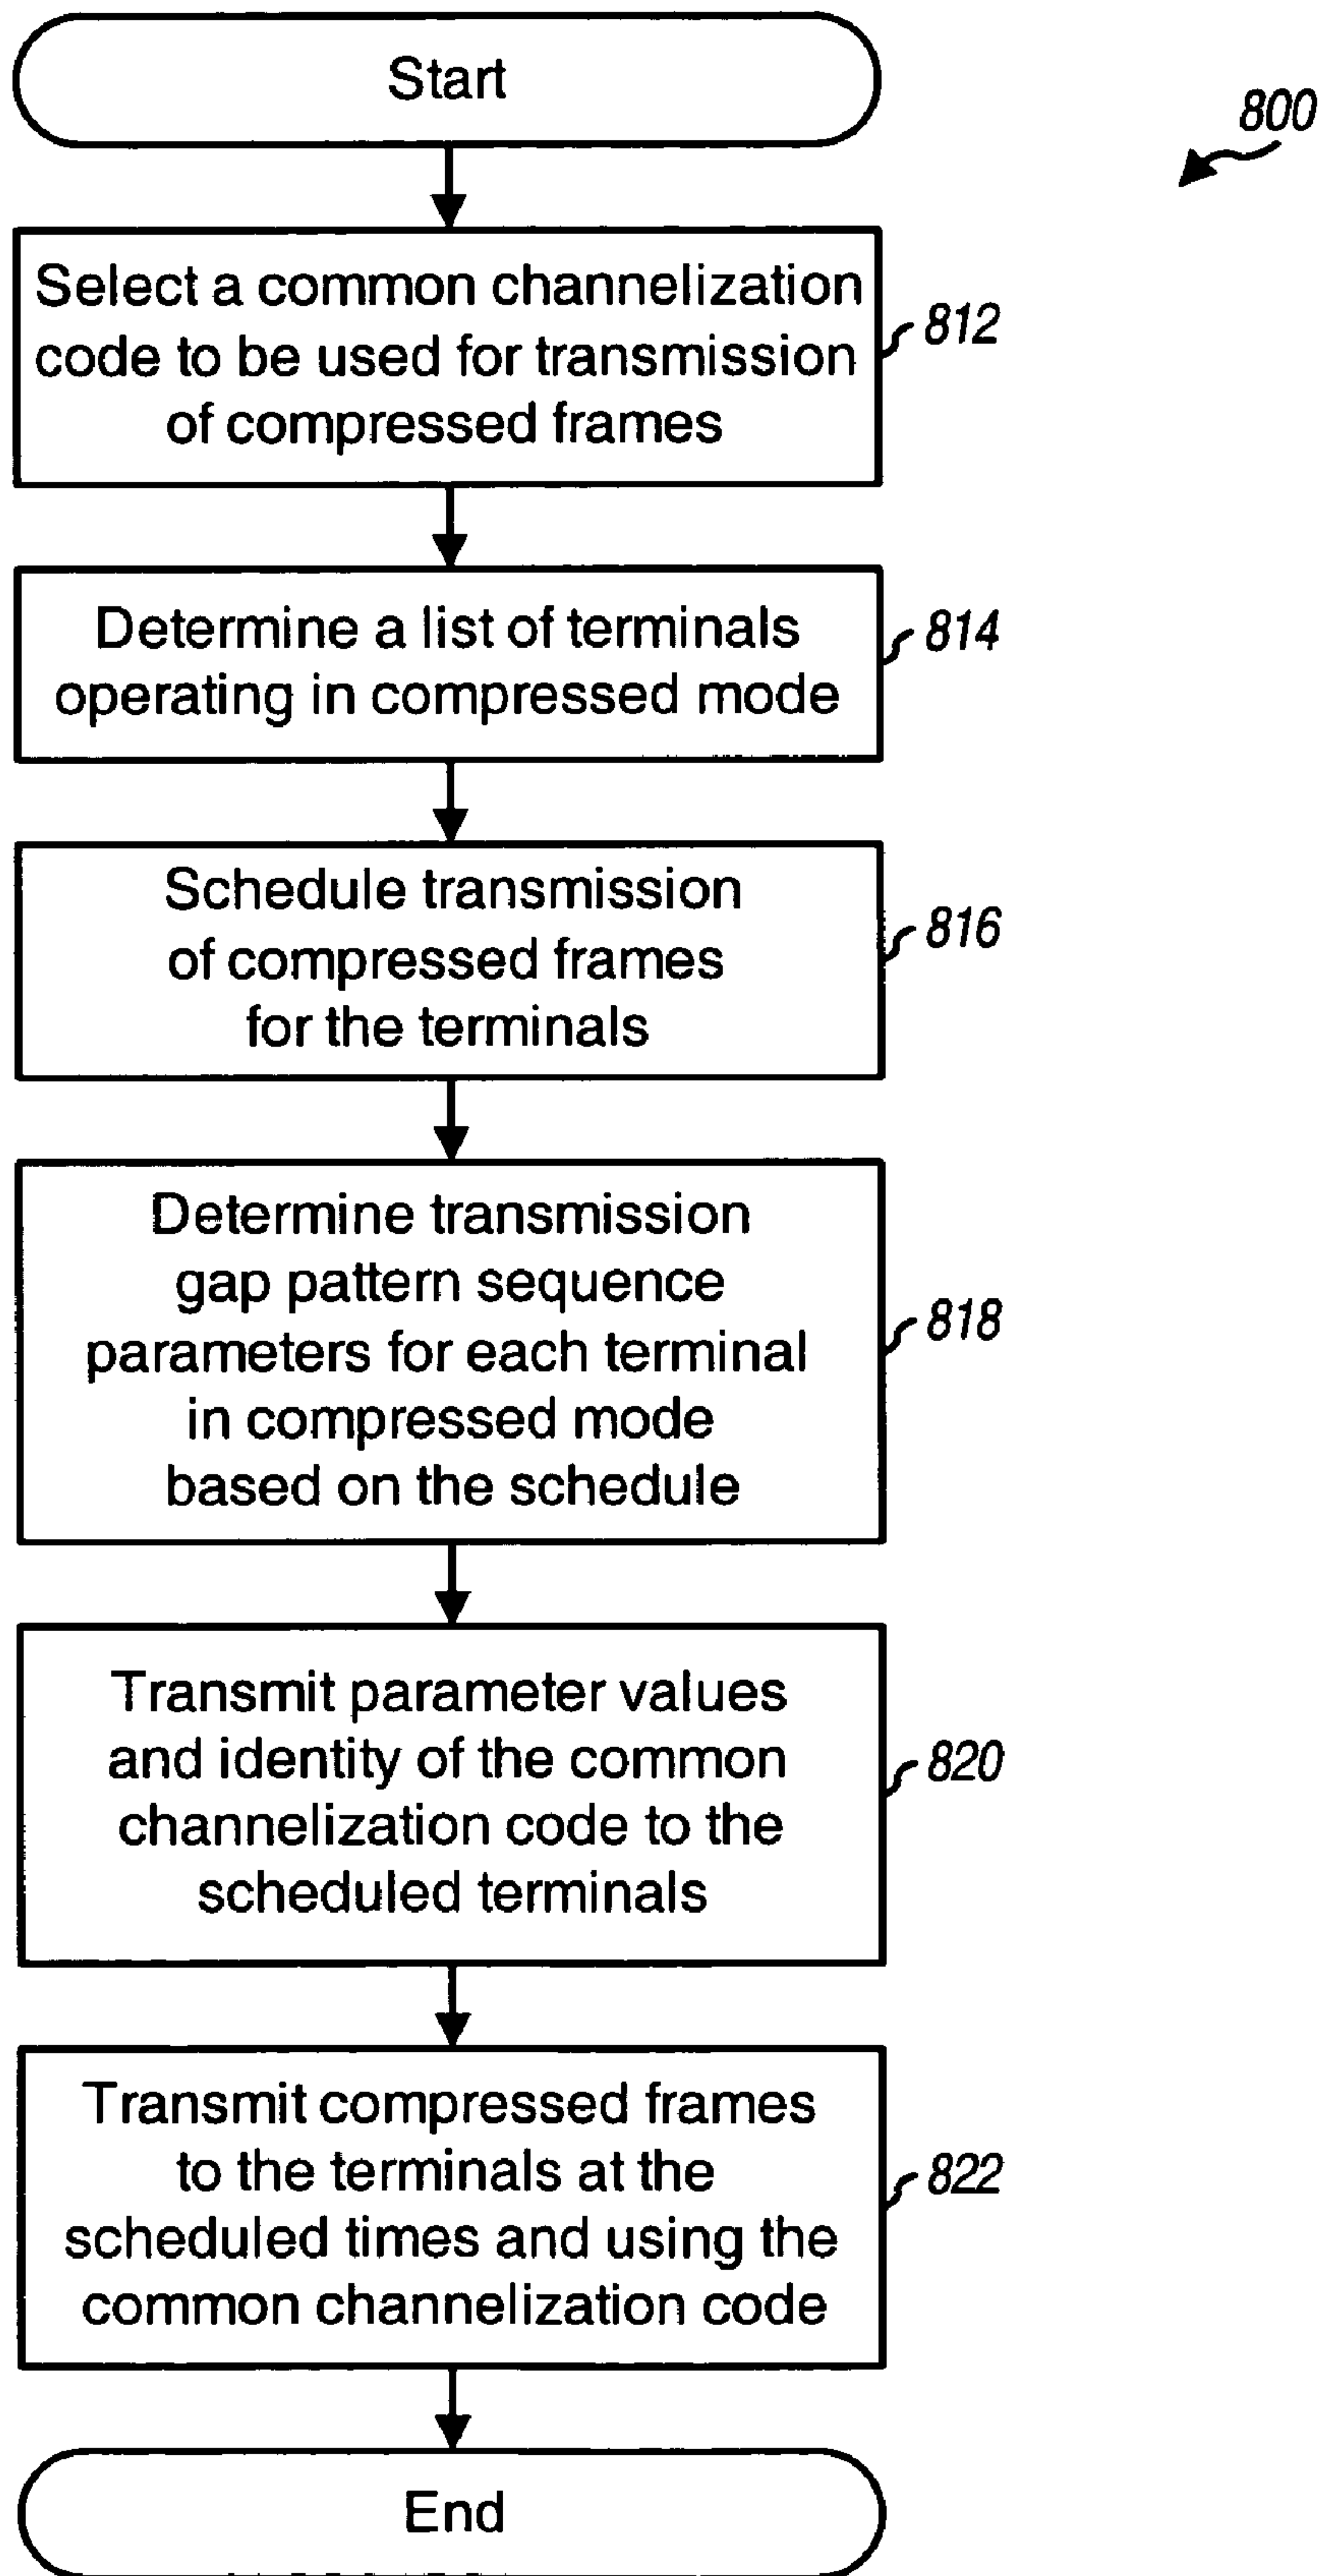 Start
800
Select a common channelization
code to be used for transmission
of compressed frames
812
Determine a list of terminals
operating in compressed mode
814
Schedule transmission
of compressed frames
for the terminals
816
Determine transmission
gap pattern sequence
parameters for each terminal
in compressed mode
based on the schedule
818
Transmit parameter values
and identity of the common
channelization code to the
scheduled terminals
820
Transmit compressed frames
to the terminals at the
scheduled times and using the
common channelization code
822
End